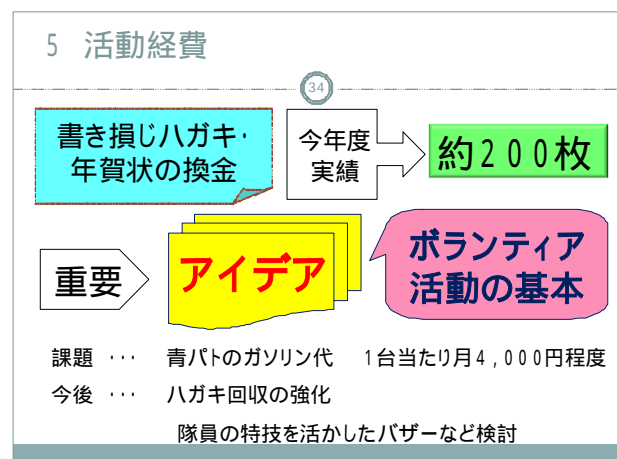 5 活動経費
34
書き損じハガキ・
年賀状の換金
今年度
実績
約200枚
重要
アイデア
ボランティア
活動の基本
課題 ・・・ 青パトのガソリン代 1台当たり月4,000円程度
今後 ・・・ ハガキ回収の強化
隊員の特技を活かしたバザーなど検討